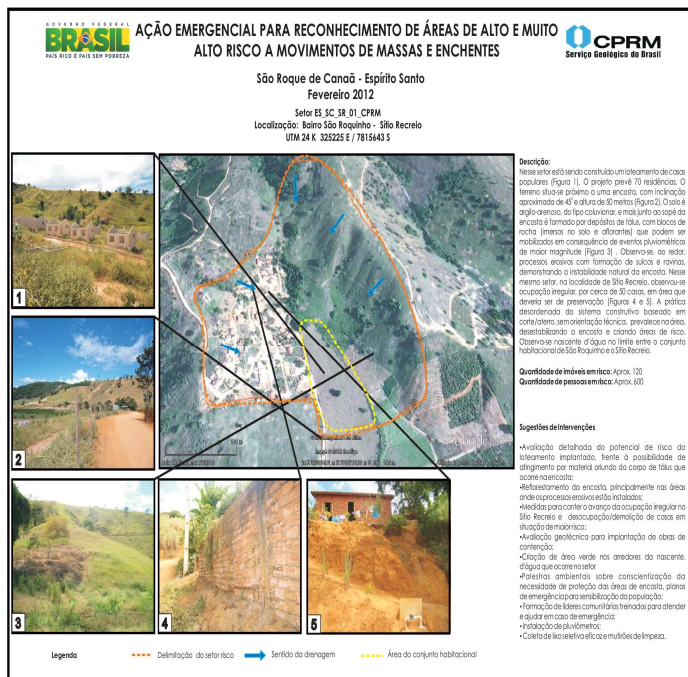 GOVERNO FEDERAL
BRASIL
PAÍS RICO É PAÍS SEM POBREZA
AÇÃO EMERGENCIAL PARA RECONHECIMENTO DE ÁREAS DE ALTO E MUITO
ALTO RISCO A MOVIMENTOS DE MASSAS E ENCHENTES
CPRM
Serviço Geológico do Brasil
São Roque de Canaã - Espírito Santo
Fevereiro 2012
Setor ES_SC_SR_01_CPRM
Localização: Bairro São Roquinho - Sítio Recreio
UTM 24 K 325225 E / 7815643 S
1
2
3
4
5
Descrição:
Nesse setor está sendo construído um loteamento de casas
populares (Figura 1). O projeto prevê 70 residências. O
terreno situa-se próximo a uma encosta, com inclinação
aproximada de 45° e altura de 50 metros (Figura 2). O solo é
argilo-arenoso, do tipo coluvionar, e mais junto ao sopé da
encosta é formado por depósitos de tálus, com blocos de
rocha (imersos no solo e aflorantes) que podem ser
mobilizados em consequência de eventos pluviométricos
de maior magnitude (Figura 3) . Observa-se, ao redor,
processos erosivos com formação de sulcos e ravinas,
demonstrando a instabilidade natural da encosta. Nesse
mesmo setor, na localidade de Sítio Recreio, observou-se
ocupação irregular, por cerca de 50 casas, em área que
deveria ser de preservação (Figuras 4 e 5). A prática
desordenada do sistema construtivo baseado em
corte/aterro, sem orientação técnica, prevalece na área,
desestabilizando a encosta e criando áreas de risco.
Observa-se nascente d'água no limite entre o conjunto
habitacional de São Roquinho e o Sítio Recreio.
Quantidade de imóveis em risco: Aprox. 120
Quantidade de pessoas em risco: Aprox. 600
Sugestões de Intervenções
•Avaliação detalhada do potencial de risco do
loteamento implantado, frente à possibilidade de
atingimento por material oriundo do corpo de tálus que
ocorre na encosta;
•Reflorestamento da encosta, principalmente nas áreas
onde os processos erosivos estão instalados;
•Medidas para conter o avanço da ocupação irregular no
Sítio Recreio e desocupação/demolição de casas em
situação de maior risco;
•Avaliação geotécnica para implantação de obras de
contenção;
•Criação de área verde nos arredores da nascente.
d'água que ocorre no setor
•Palestras ambientais sobre conscientização da
necessidade de proteção das áreas de encosta, planos
de emergência para sensibilização da população;
• Formação de líderes comunitários treinados para atender
e ajudar em caso de emergência;
•Instalação de pluviômetros;
• Coleta de lixo seletiva eficaz e mutirões de limpeza.
Legenda
Delimitação do setor risco
Sentido da drenagem
Área do conjunto habitacional